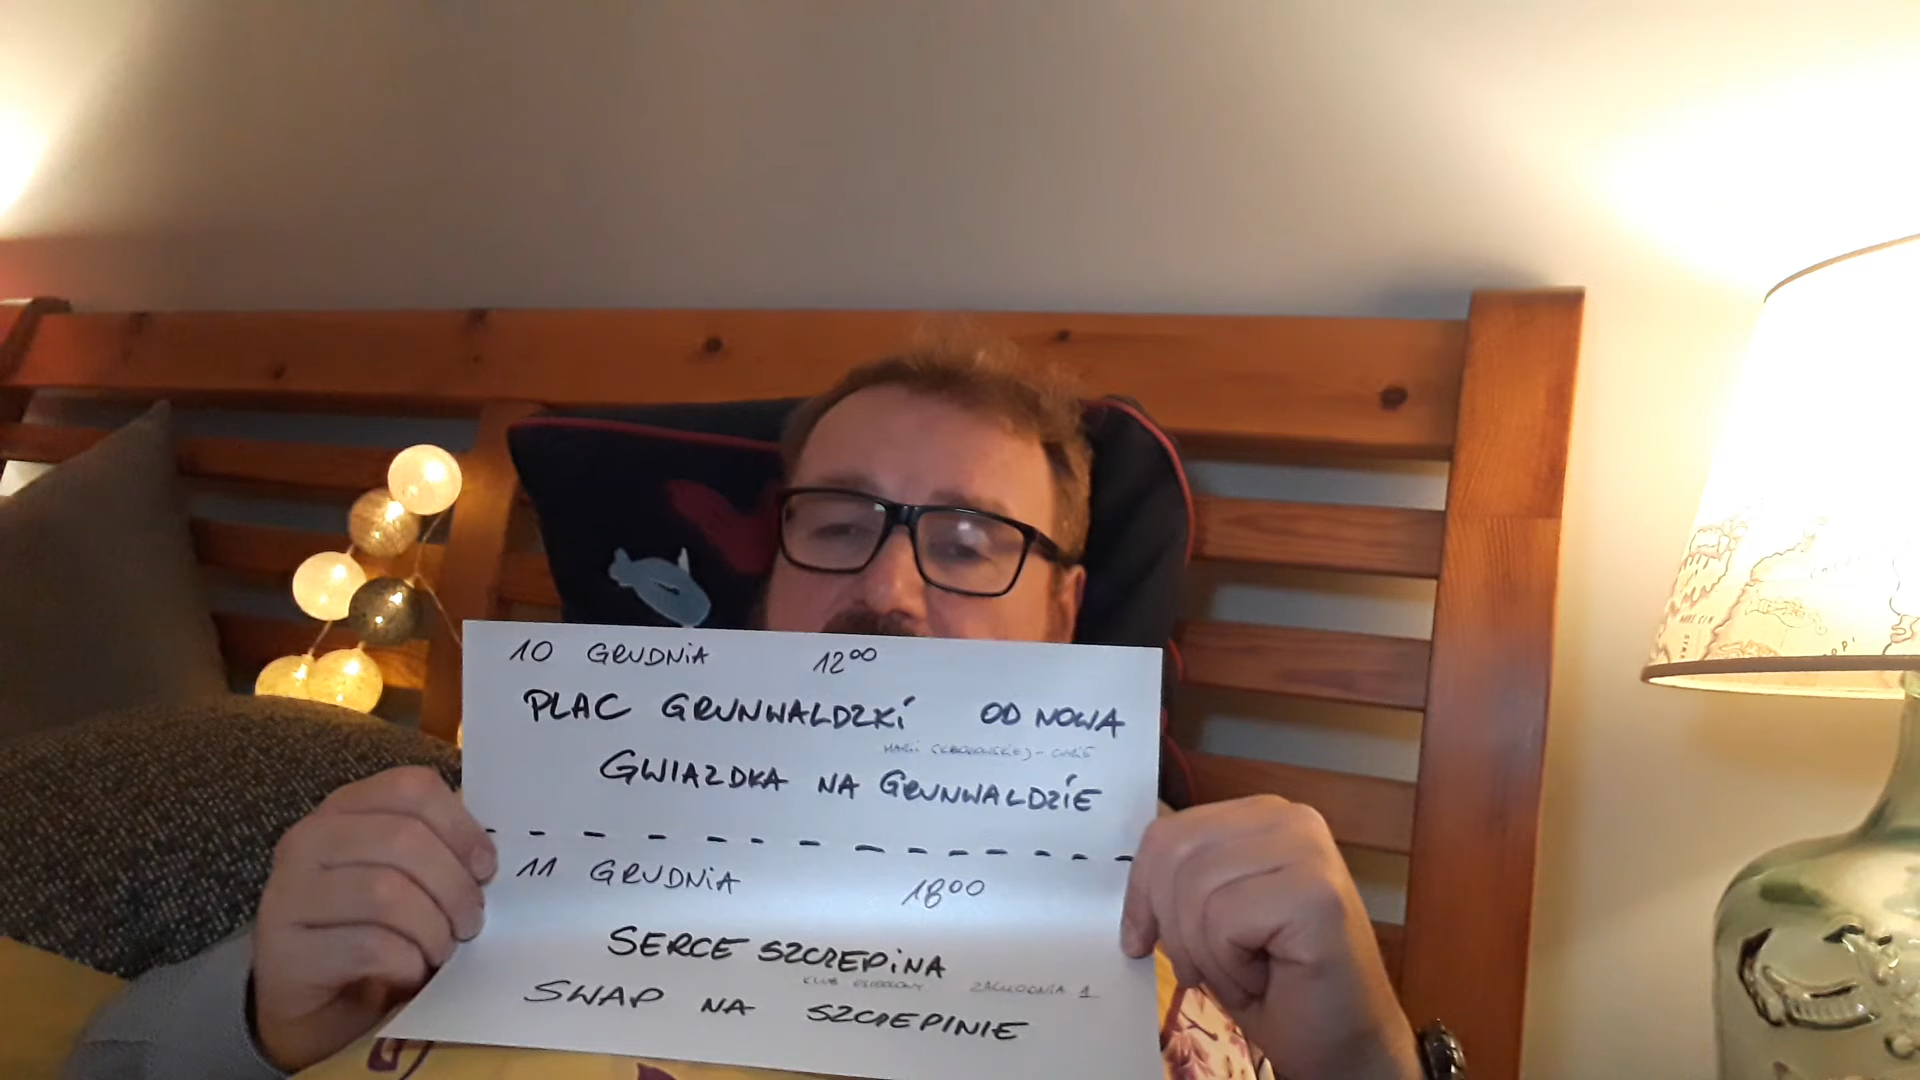 10 GRUDNIA 12⁰⁰
PLAC GRUNWALDZKI OD NOWA
GWIAZDKA NA GRUNWALDZIE
11 GRUDNIA 18⁰⁰
SERCE SZCZEPINA
KLUB ZACHODNIA 1
SWAP NA SZCZEPINIE